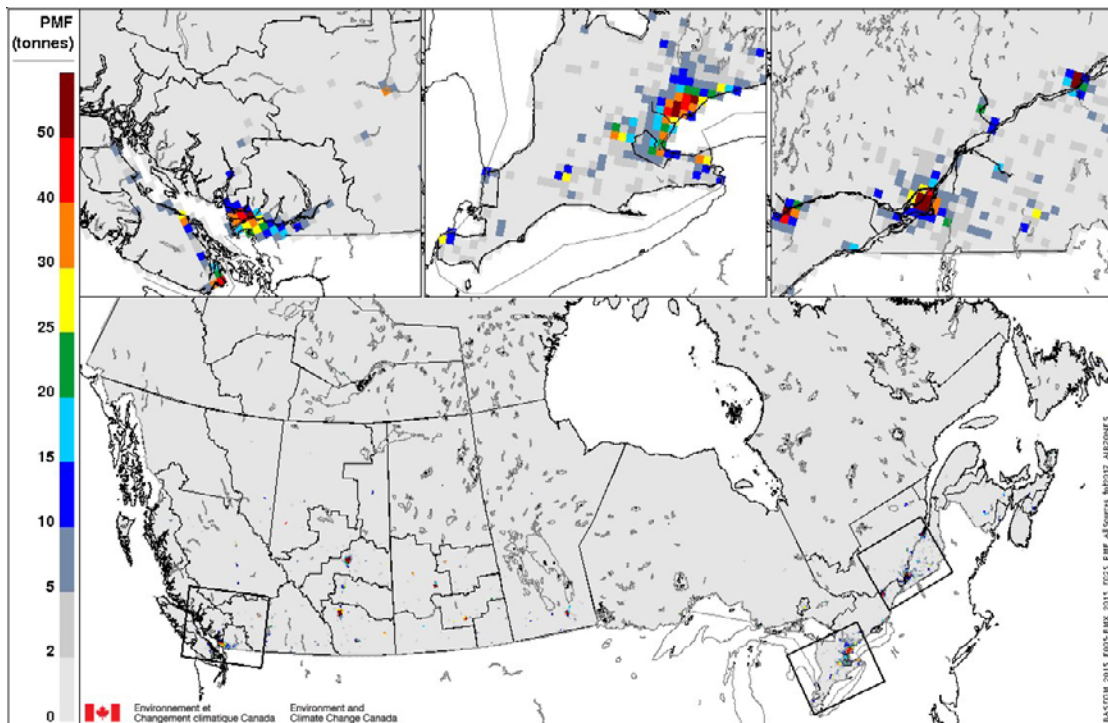 PMF
(tonnes)
50
40
30
25
20
15
10
5
2
0
Environnement et
Changement climatique Canada
Environment and
Climate Change Canada
A